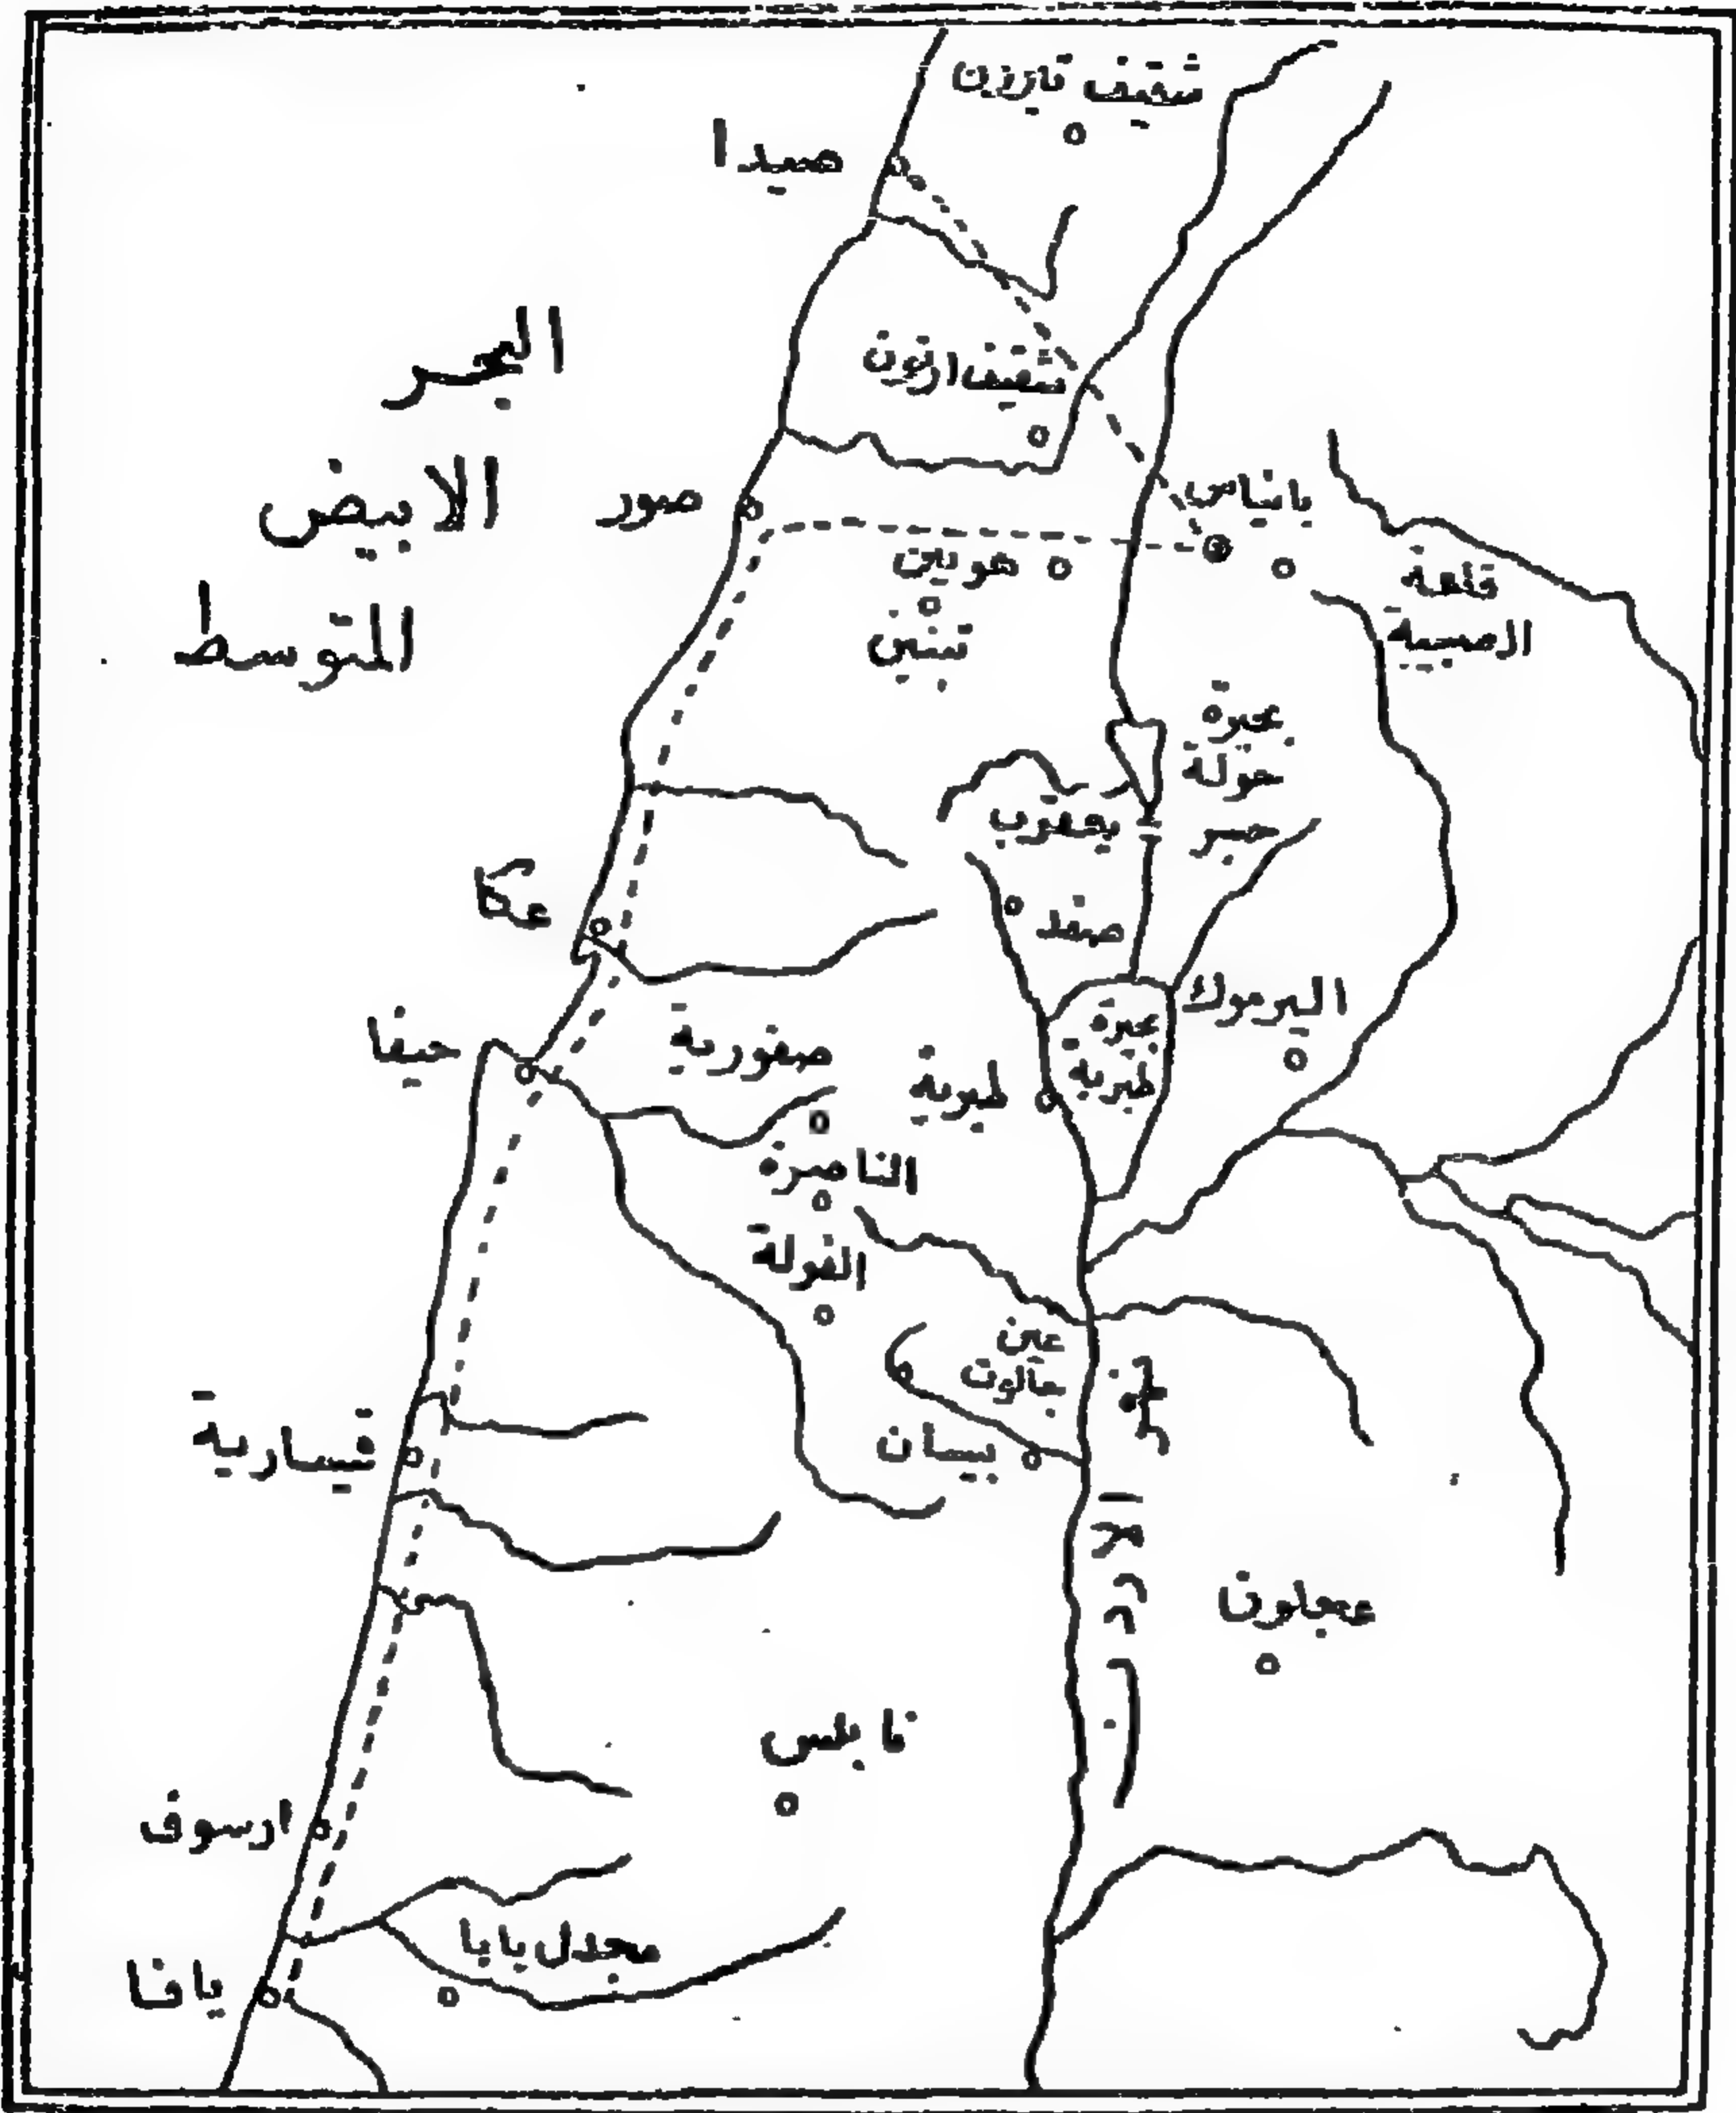 شقيف تيرون
صيدا
البحر
الابيض
المتوسط
شقيف ارنون
صور
بانياس
هونين
تبنين
قلعة
الصبيبة
بحيرة
حولة
جسر
يعقوب
عكا
صفد
اليرموك
بحيرة
طبرية
حيفا
صفورية
طبرية
الناصرة
الفولة
عين
جالوت
بيسان
نهر
الاردن
قيسارية
عجلون
نابلس
ارسوف
مجدل يابا
يافا